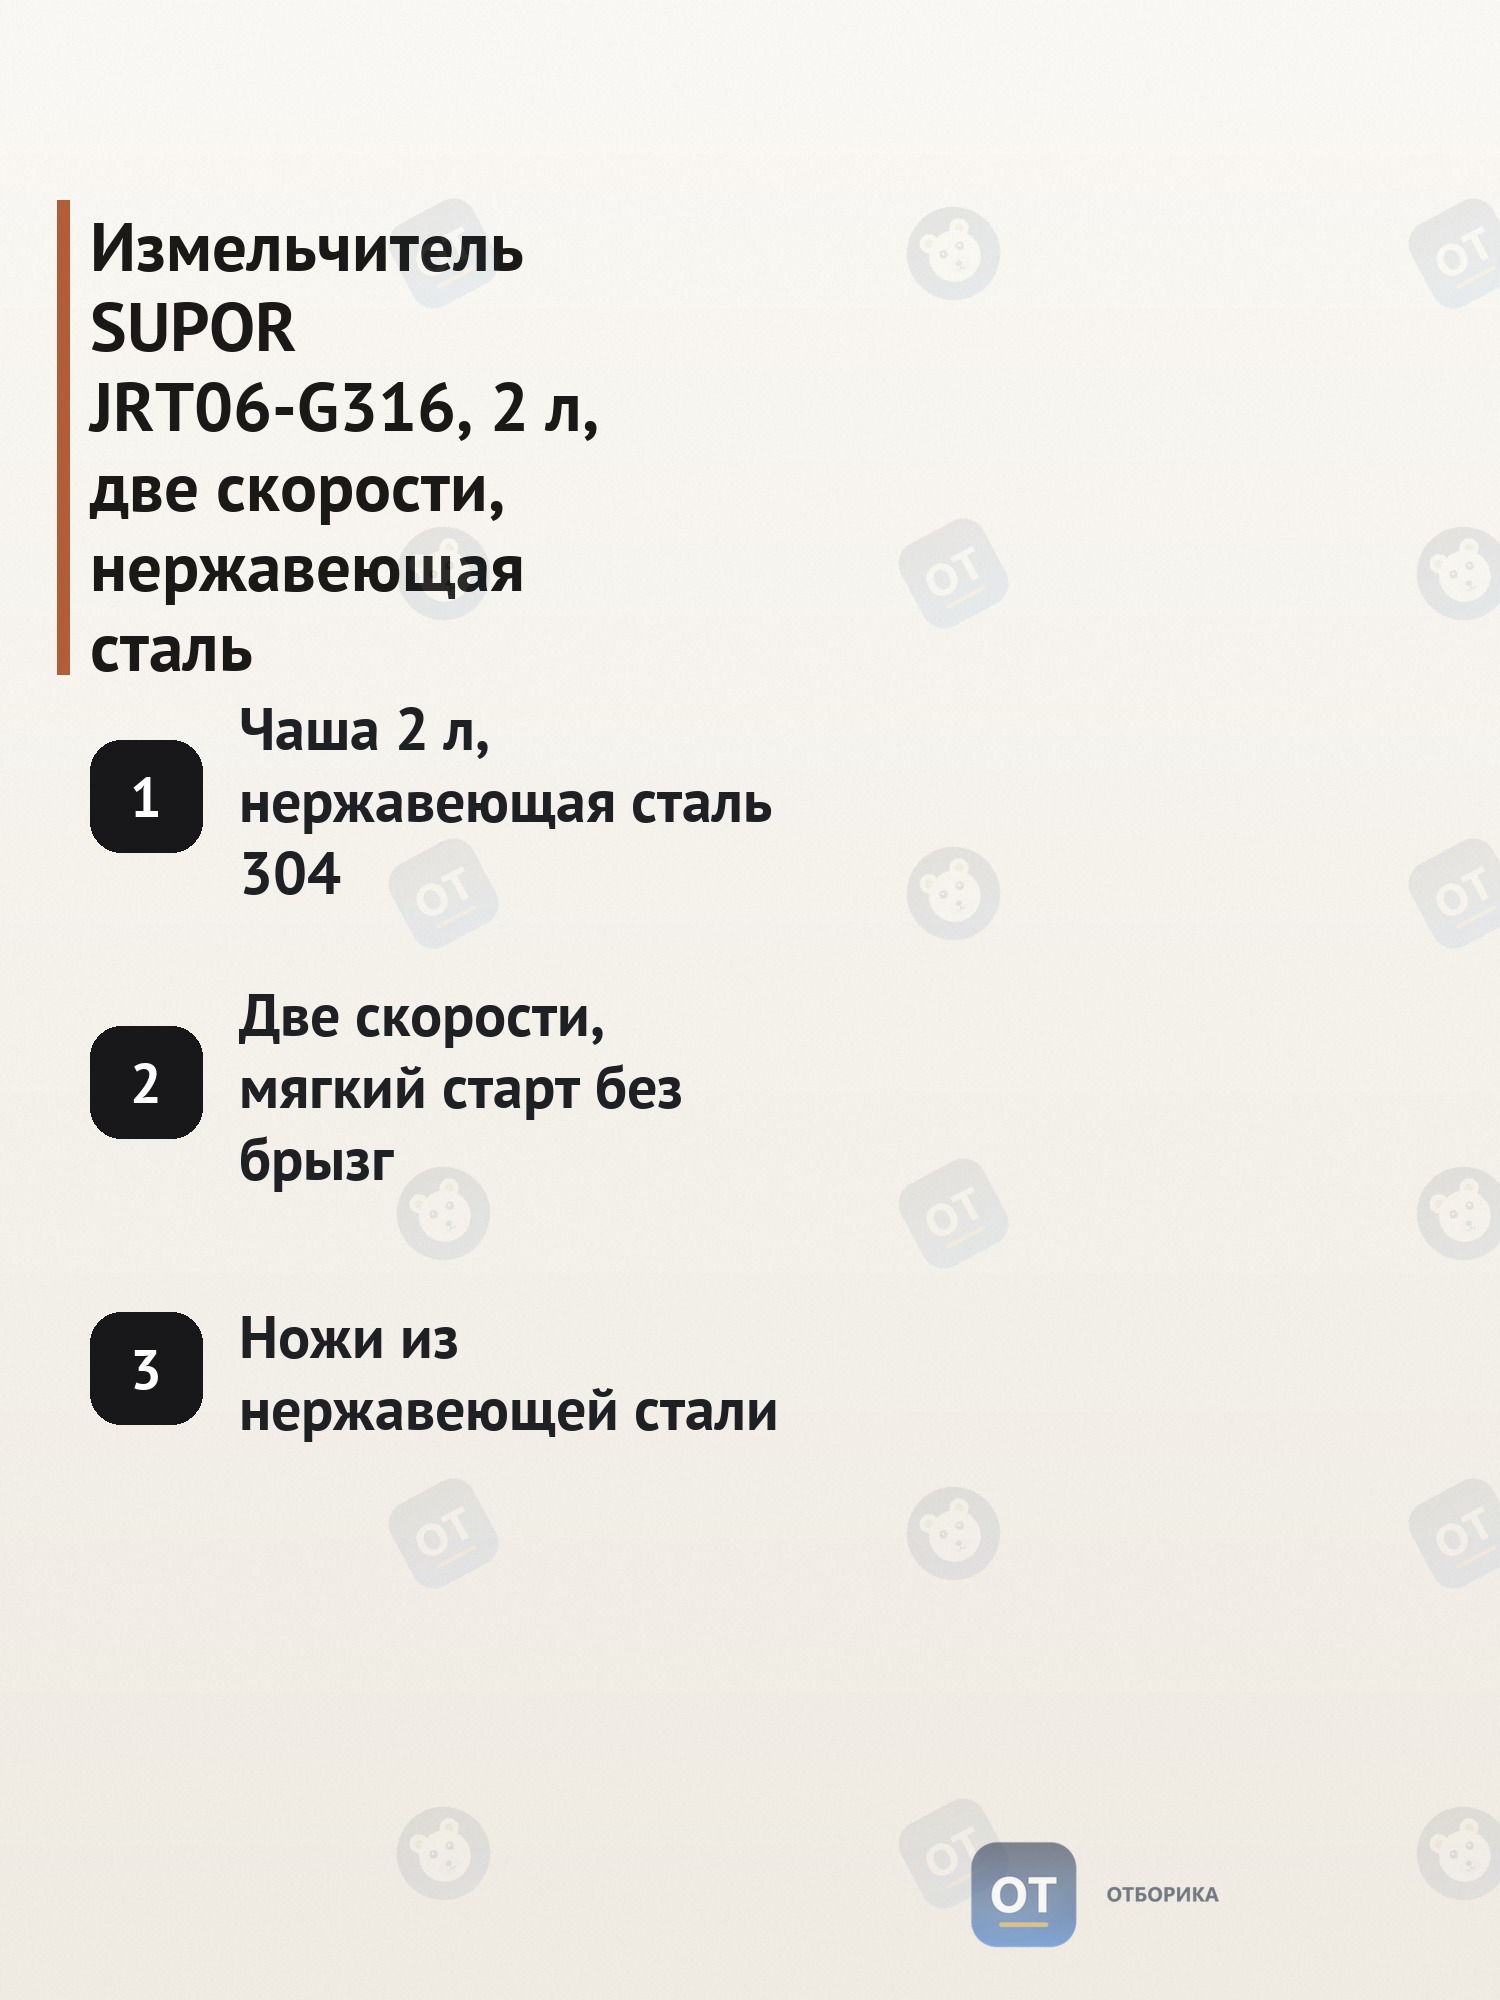 Измельчитель
SUPOR
JRT06-G316, 2 л,
две скорости,
нержавеющая
сталь
Чаша 2 л,
1
нержавеющая сталь
304
Две скорости,
2
мягкий старт без
брызг
3
Ножи из
нержавеющей стали
ОТ
ОТБОРИКА